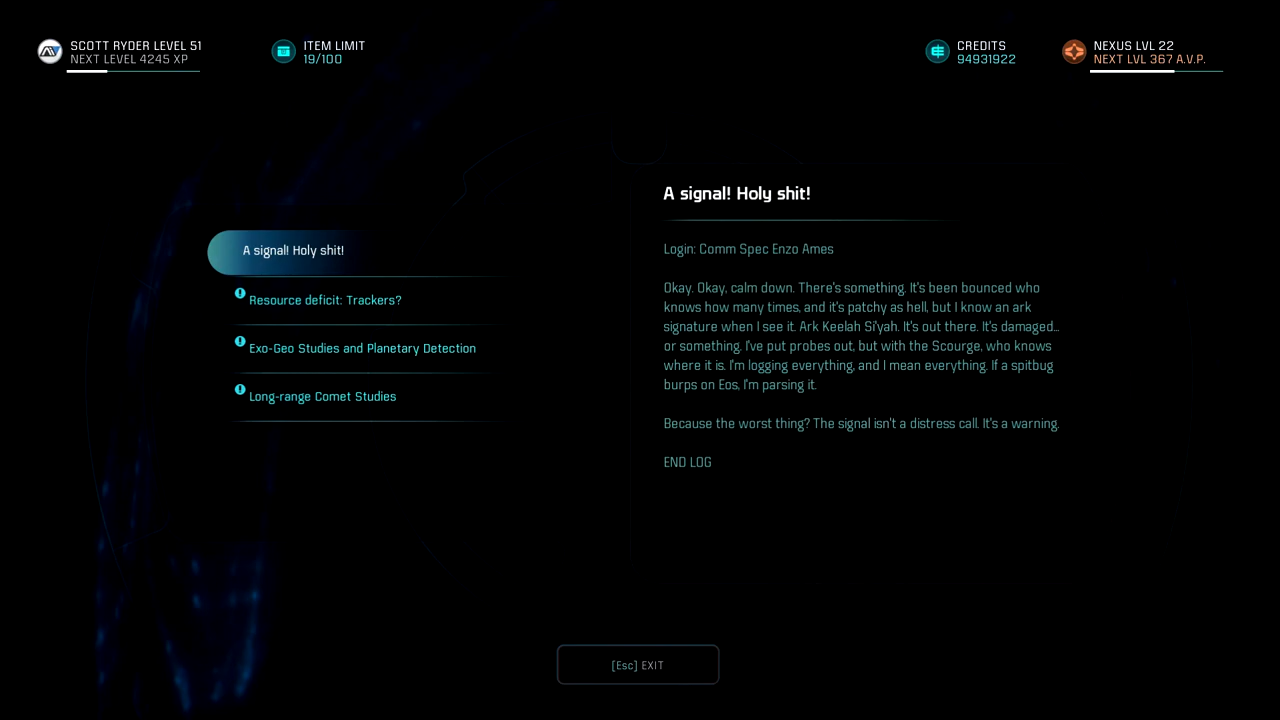 SCOTT RYDER LEVEL 51
NEXT LEVEL 4245 XP
ITEM LIMIT
19/100
CREDITS
94931922
NEXUS LVL 22
NEXT LVL 367 A.V.P.
A signal! Holy shit!
Resource deficit: Trackers?
Exo-Geo Studies and Planetary Detection
Long-range Comet Studies
A signal! Holy shit!
Login: Comm Spec Enzo Ames
Okay. Okay, calm down. There's something. It's been bounced who
knows how many times, and it's patchy as hell, but I know an ark
signature when I see it. Ark Keelah Si'yah. It's out there. It's damaged...
or something. I've put probes out, but with the Scourge, who knows
where it is. I'm logging everything, and I mean everything. If a spitbug
burps on Eos, I'm parsing it.
Because the worst thing? The signal isn't a distress call. It's a warning.
END LOG
[Esc] EXIT